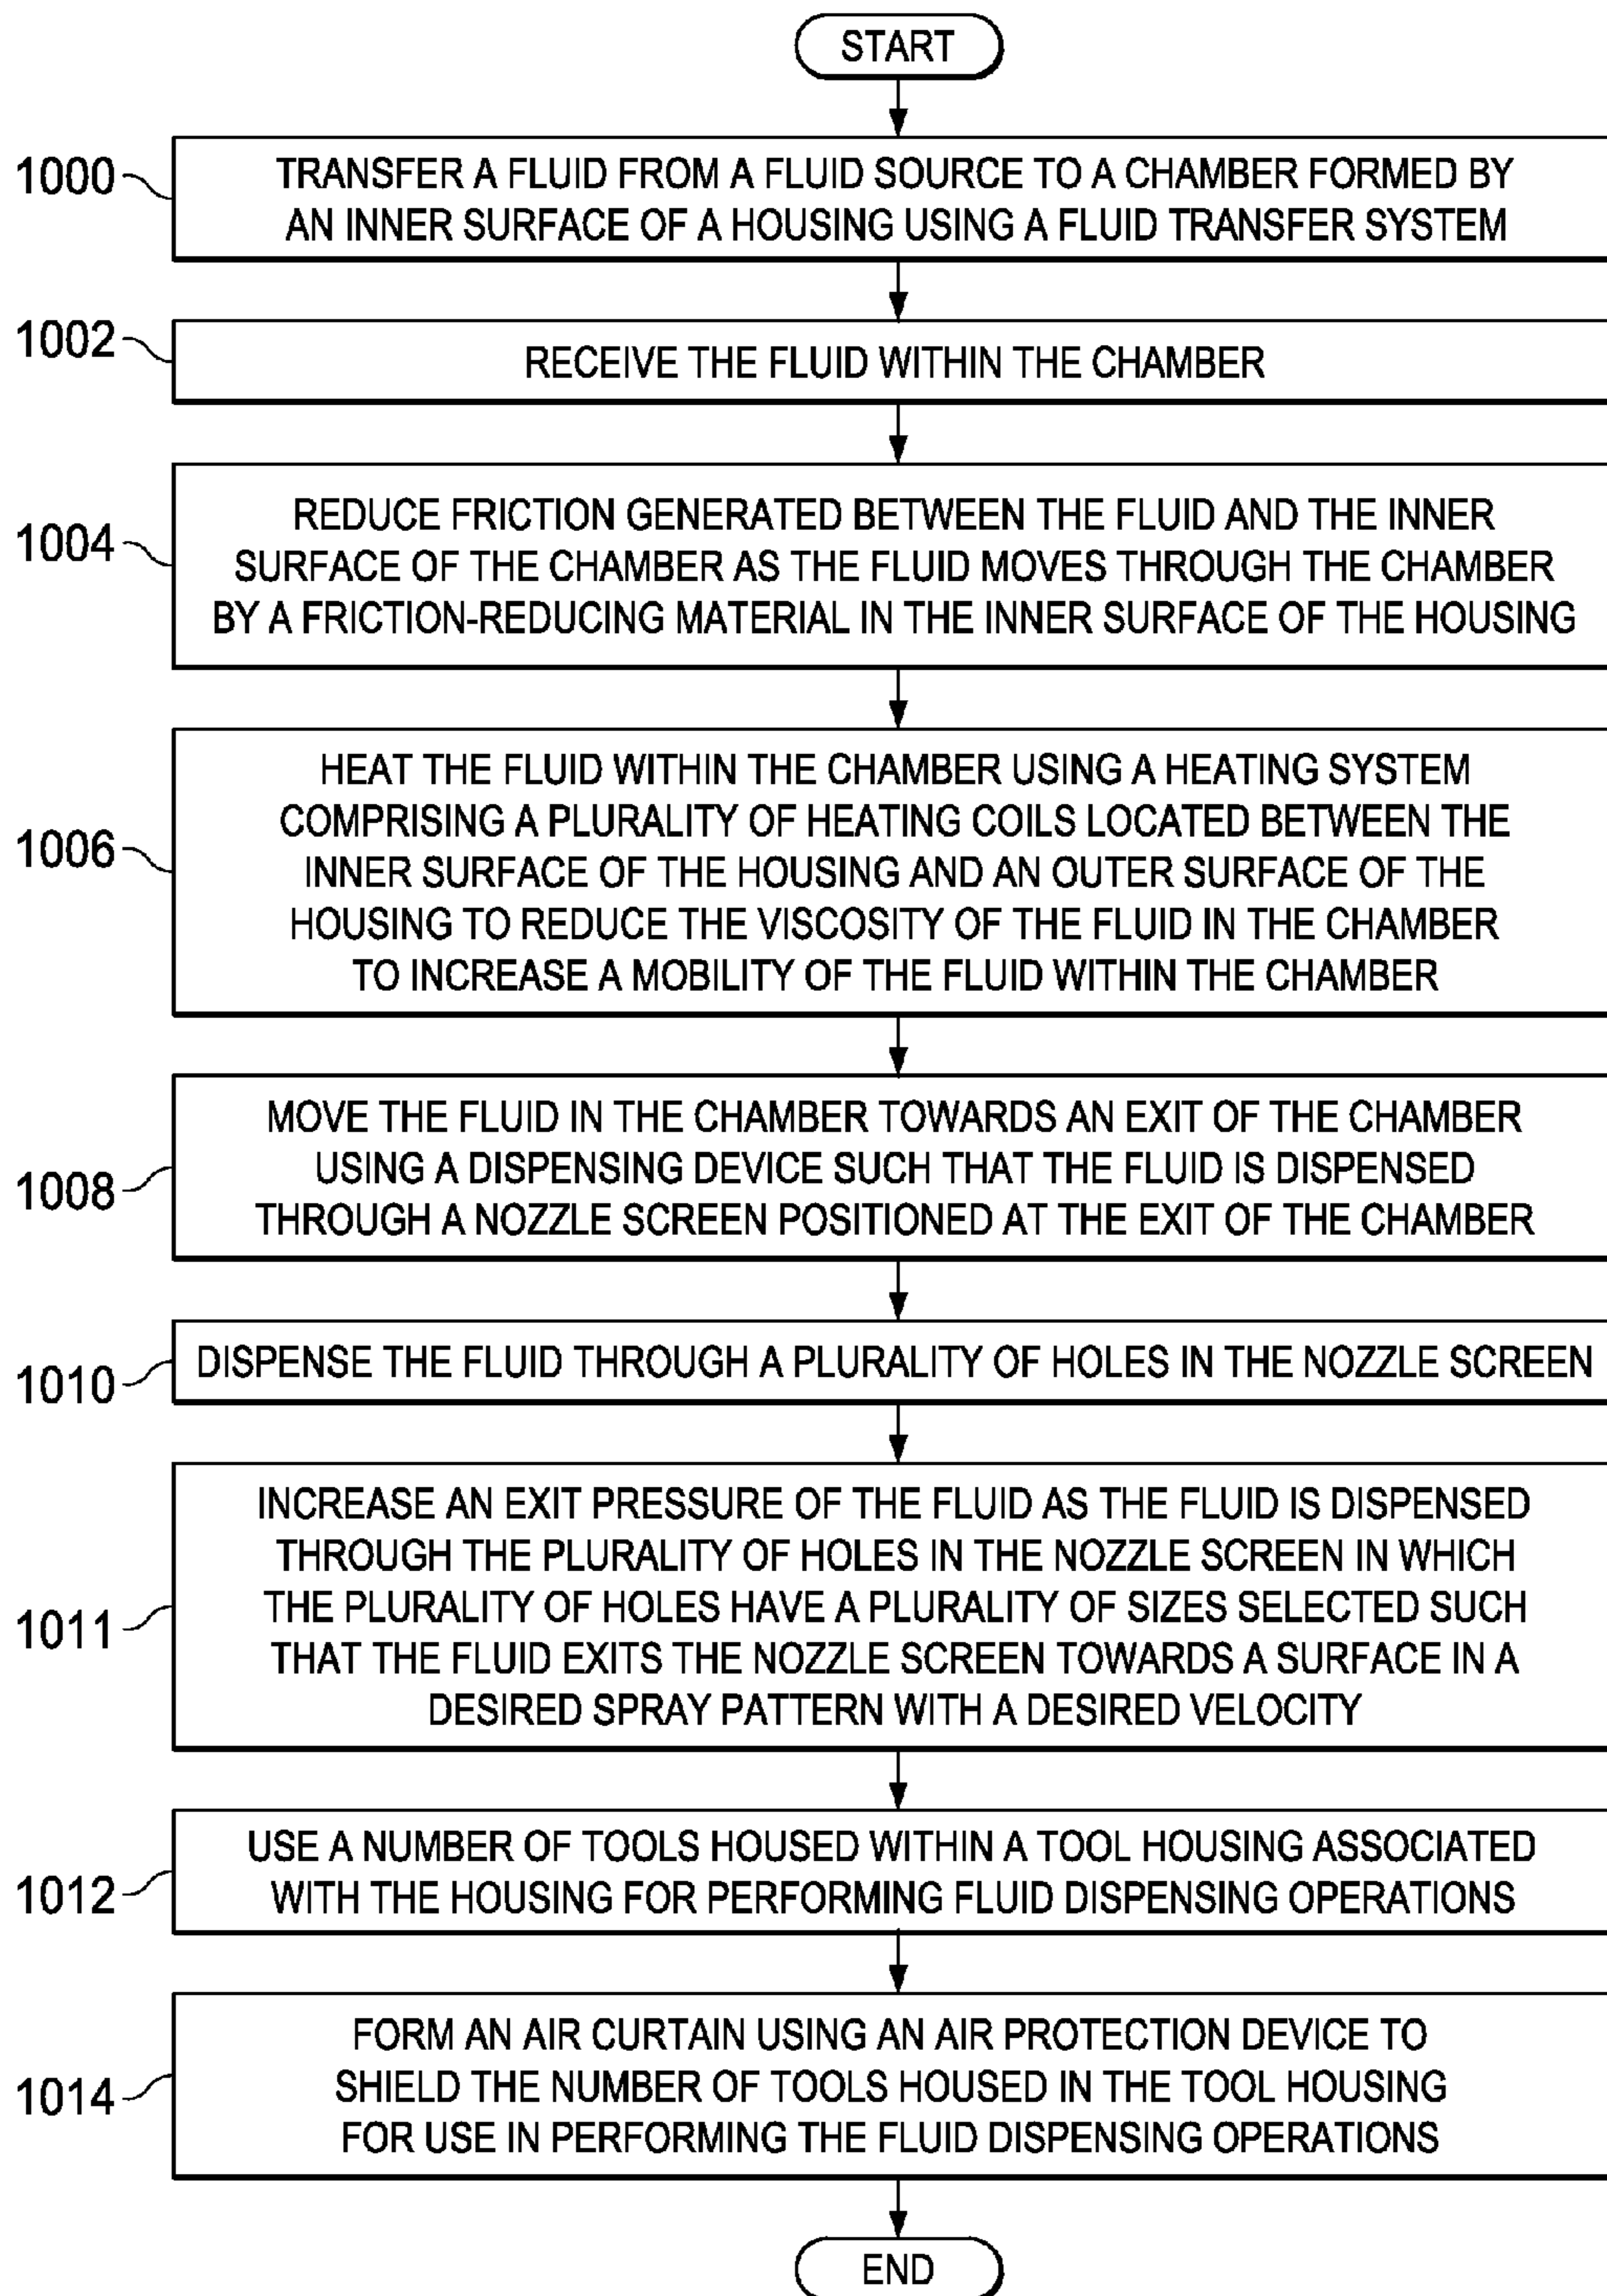 START
1000
TRANSFER A FLUID FROM A FLUID SOURCE TO A CHAMBER FORMED BY
AN INNER SURFACE OF A HOUSING USING A FLUID TRANSFER SYSTEM
1002
RECEIVE THE FLUID WITHIN THE CHAMBER
1004
REDUCE FRICTION GENERATED BETWEEN THE FLUID AND THE INNER
SURFACE OF THE CHAMBER AS THE FLUID MOVES THROUGH THE CHAMBER
BY A FRICTION-REDUCING MATERIAL IN THE INNER SURFACE OF THE HOUSING
1006
HEAT THE FLUID WITHIN THE CHAMBER USING A HEATING SYSTEM
COMPRISING A PLURALITY OF HEATING COILS LOCATED BETWEEN THE
INNER SURFACE OF THE HOUSING AND AN OUTER SURFACE OF THE
HOUSING TO REDUCE THE VISCOSITY OF THE FLUID IN THE CHAMBER
TO INCREASE A MOBILITY OF THE FLUID WITHIN THE CHAMBER
1008
MOVE THE FLUID IN THE CHAMBER TOWARDS AN EXIT OF THE CHAMBER
USING A DISPENSING DEVICE SUCH THAT THE FLUID IS DISPENSED
THROUGH A NOZZLE SCREEN POSITIONED AT THE EXIT OF THE CHAMBER
1010
DISPENSE THE FLUID THROUGH A PLURALITY OF HOLES IN THE NOZZLE SCREEN
1011
INCREASE AN EXIT PRESSURE OF THE FLUID AS THE FLUID IS DISPENSED
THROUGH THE PLURALITY OF HOLES IN THE NOZZLE SCREEN IN WHICH
THE PLURALITY OF HOLES HAVE A PLURALITY OF SIZES SELECTED SUCH
THAT THE FLUID EXITS THE NOZZLE SCREEN TOWARDS A SURFACE IN A
DESIRED SPRAY PATTERN WITH A DESIRED VELOCITY
1012
USE A NUMBER OF TOOLS HOUSED WITHIN A TOOL HOUSING ASSOCIATED
WITH THE HOUSING FOR PERFORMING FLUID DISPENSING OPERATIONS
1014
FORM AN AIR CURTAIN USING AN AIR PROTECTION DEVICE TO
SHIELD THE NUMBER OF TOOLS HOUSED IN THE TOOL HOUSING
FOR USE IN PERFORMING THE FLUID DISPENSING OPERATIONS
END